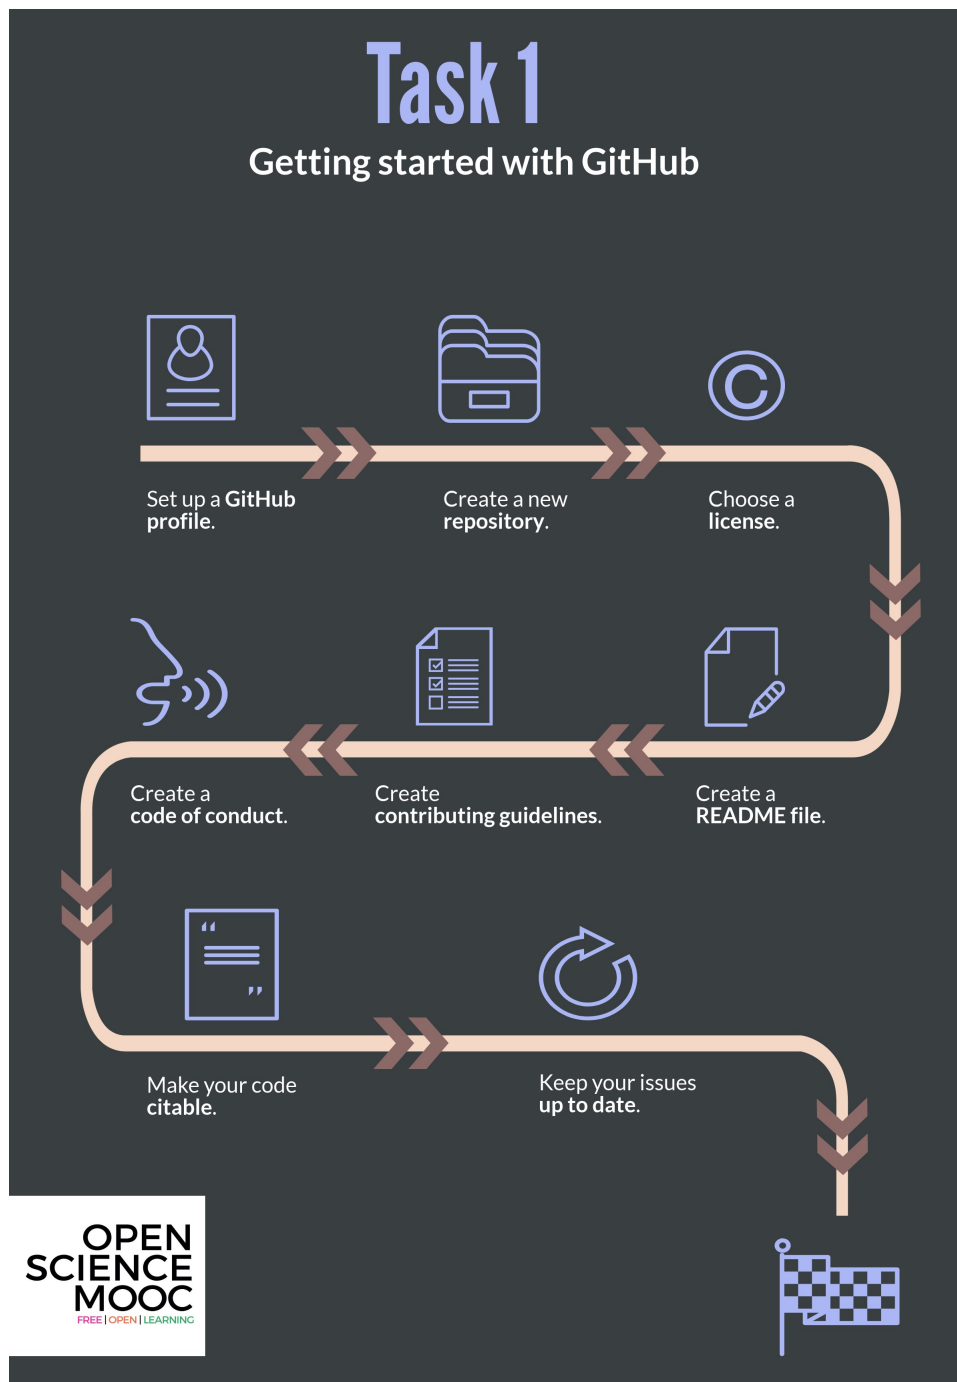 Task 1
Getting started with GitHub
©
Set up a GitHub
profile.
Create a new
repository.
Choose a
license.
Create a
README file.
Create
contributing guidelines.
Create a
code of conduct.
“
”
Make your code
citable.
Keep your issues
up to date.
OPEN
SCIENCE
MOOC
FREE | OPEN | LEARNING